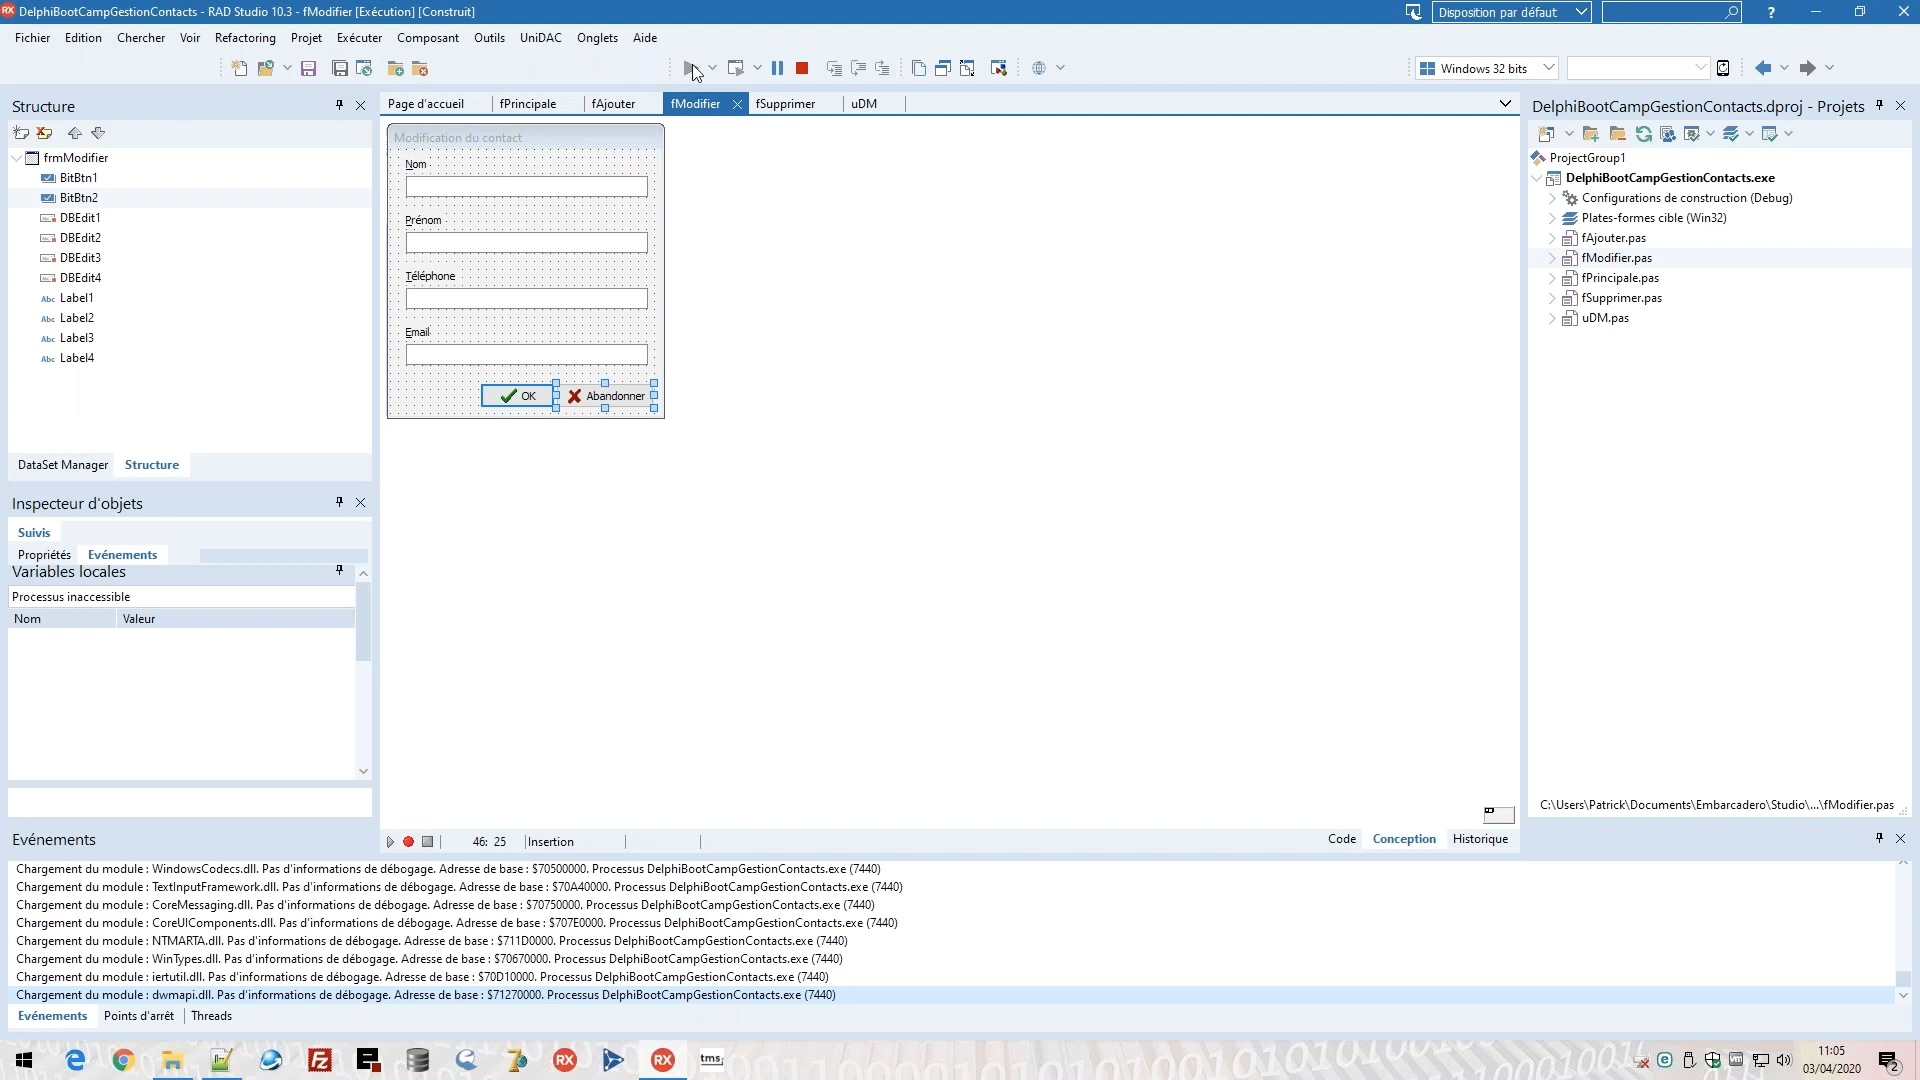 DelphiBootCampGestionContacts - RAD Studio 10.3 - fModifier [Exécution] [Construit]
Disposition par défaut
?
Fichier Edition Chercher Voir Refactoring Projet Exécuter Composant Outils UniDAC Onglets Aide
Windows 32 bits
Structure
frmModifier
BitBtn1
BitBtn2
DBEdit1
DBEdit2
DBEdit3
DBEdit4
Abc Label1
Abc Label2
Abc Label3
Abc Label4
DataSet Manager Structure
Inspecteur d'objets
Suivis
Propriétés Evénements
Variables locales
Processus inaccessible
Nom Valeur
Page d'accueil fPrincipale fAjouter fModifier fSupprimer uDM
Modification du contact
Nom
Prénom
Téléphone
Email
OK Abandonner
46: 25 Insertion
Code Conception Historique
DelphiBootCampGestionContacts.dproj - Projets
ProjectGroup1
DelphiBootCampGestionContacts.exe
Configurations de construction (Debug)
Plates-formes cible (Win32)
fAjouter.pas
fModifier.pas
fPrincipale.pas
fSupprimer.pas
uDM.pas
C:\Users\Patrick\Documents\Embarcadero\Studio\...\fModifier.pas
Evénements
Chargement du module : WindowsCodecs.dll. Pas d'informations de débogage. Adresse de base : $70500000. Processus DelphiBootCampGestionContacts.exe (7440)
Chargement du module : TextInputFramework.dll. Pas d'informations de débogage. Adresse de base : $70A40000. Processus DelphiBootCampGestionContacts.exe (7440)
Chargement du module : CoreMessaging.dll. Pas d'informations de débogage. Adresse de base : $70750000. Processus DelphiBootCampGestionContacts.exe (7440)
Chargement du module : CoreUIComponents.dll. Pas d'informations de débogage. Adresse de base : $707E0000. Processus DelphiBootCampGestionContacts.exe (7440)
Chargement du module : NTMARTA.dll. Pas d'informations de débogage. Adresse de base : $711D0000. Processus DelphiBootCampGestionContacts.exe (7440)
Chargement du module : WinTypes.dll. Pas d'informations de débogage. Adresse de base : $70670000. Processus DelphiBootCampGestionContacts.exe (7440)
Chargement du module : iertutil.dll. Pas d'informations de débogage. Adresse de base : $70D10000. Processus DelphiBootCampGestionContacts.exe (7440)
Chargement du module : dwmapi.dll. Pas d'informations de débogage. Adresse de base : $71270000. Processus DelphiBootCampGestionContacts.exe (7440)
Evénements Points d'arrêt Threads
RX RX tms
11:05
03/04/2020
2